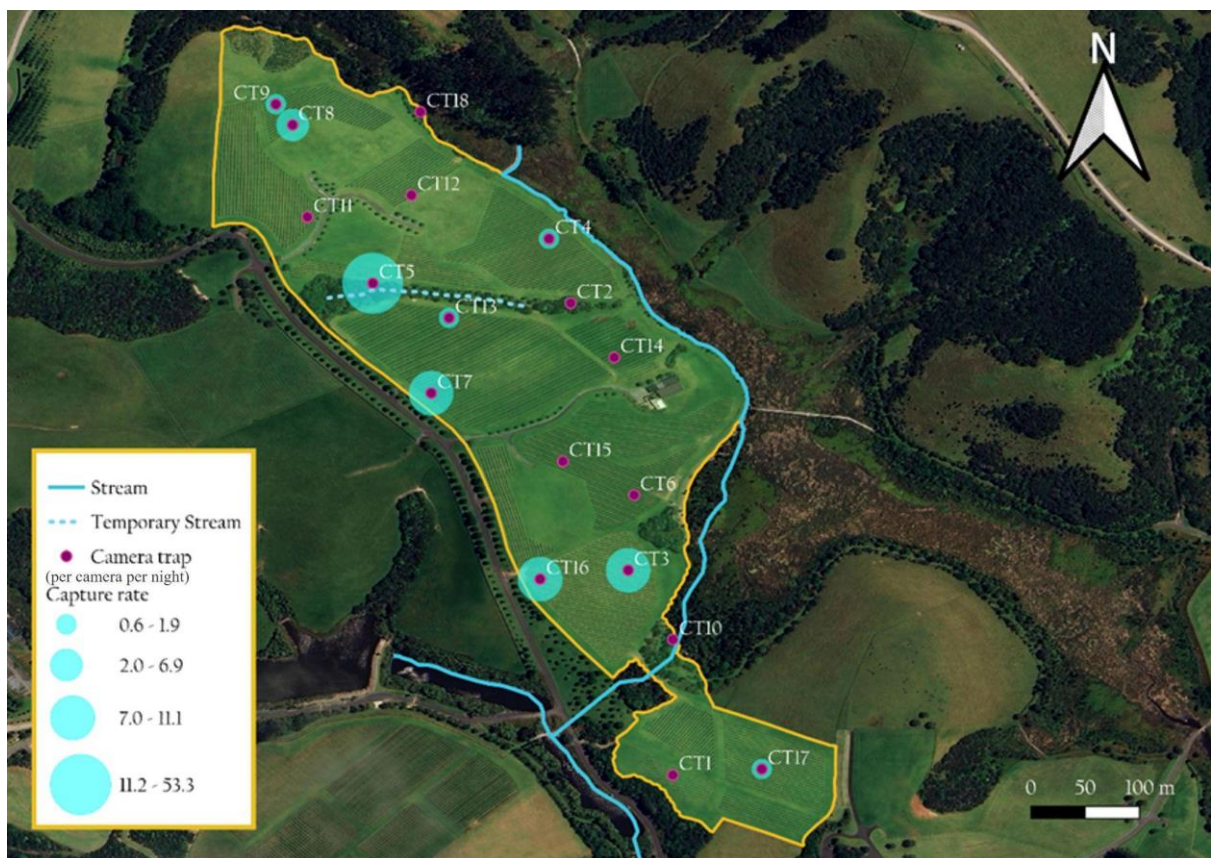 N
CT18
CT9
CT8
CT12
CT11
CT4
CT5
CT2
CT13
CT14
CT7
CT15
CT6
CT3
CT16
CT10
CT1
CT17
Stream
Temporary Stream
Camera trap
(per camera per night)
Capture rate
0.6 - 1.9
2.0 - 6.9
7.0 - 11.1
11.2 - 53.3
0 50 100 m